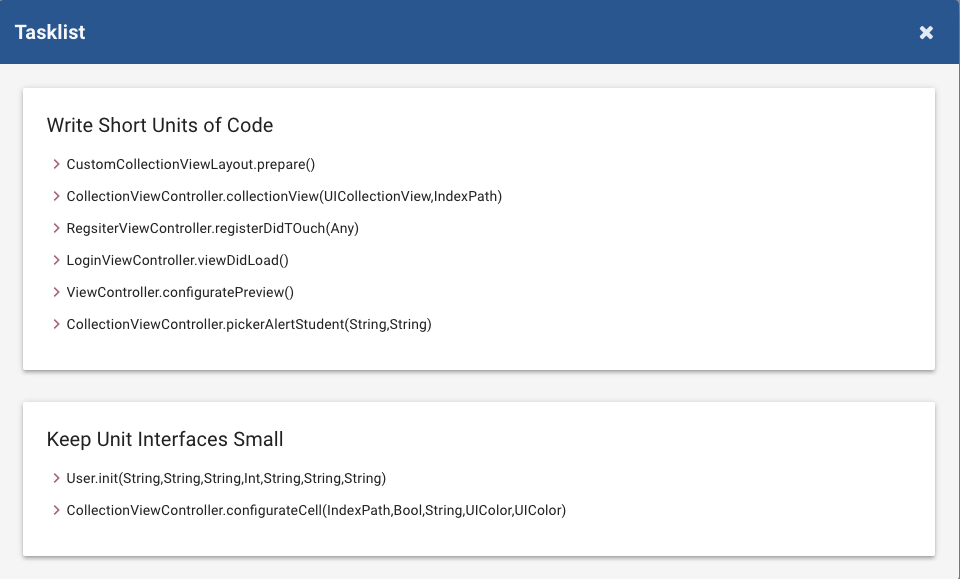 Tasklist
Write Short Units of Code
CustomCollectionViewLayout.prepare()
CollectionViewController.collectionView(UICollectionView,IndexPath)
RegsiterViewController.registerDidTOuch(Any)
LoginViewController.viewDidLoad()
ViewController.configuratePreview()
CollectionViewController.pickerAlertStudent(String,String)
Keep Unit Interfaces Small
User.init(String,String,String,Int,String,String,String)
CollectionViewController.configurateCell(IndexPath,Bool,String,UIColor,UIColor)